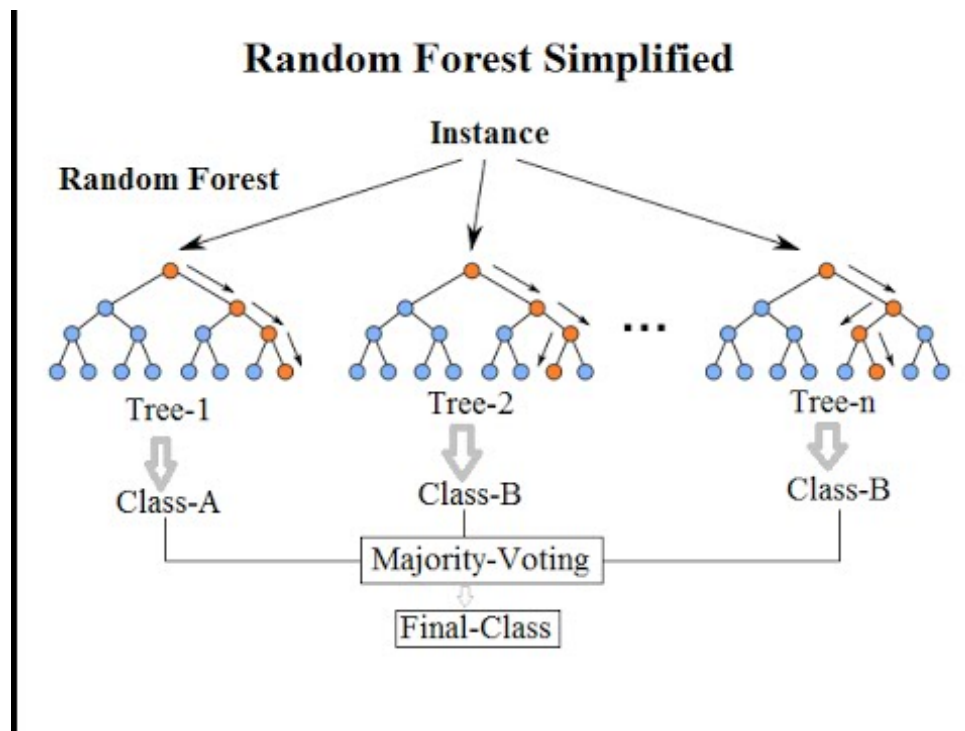 Random Forest Simplified
Instance
Random Forest
...
Tree-1
Tree-2
Tree-n
Class-A
Class-B
Class-B
Majority-Voting
Final-Class